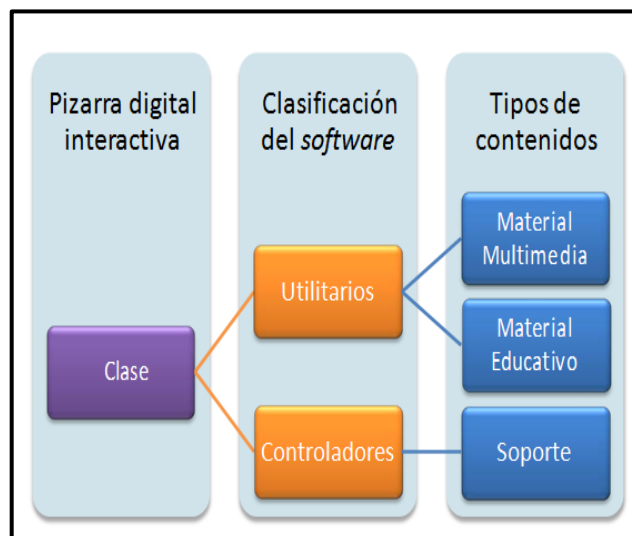 Pizarra digital
interactiva
Clasificación
del software
Tipos de
contenidos
Clase
Utilitarios
Controladores
Material
Multimedia
Material
Educativo
Soporte